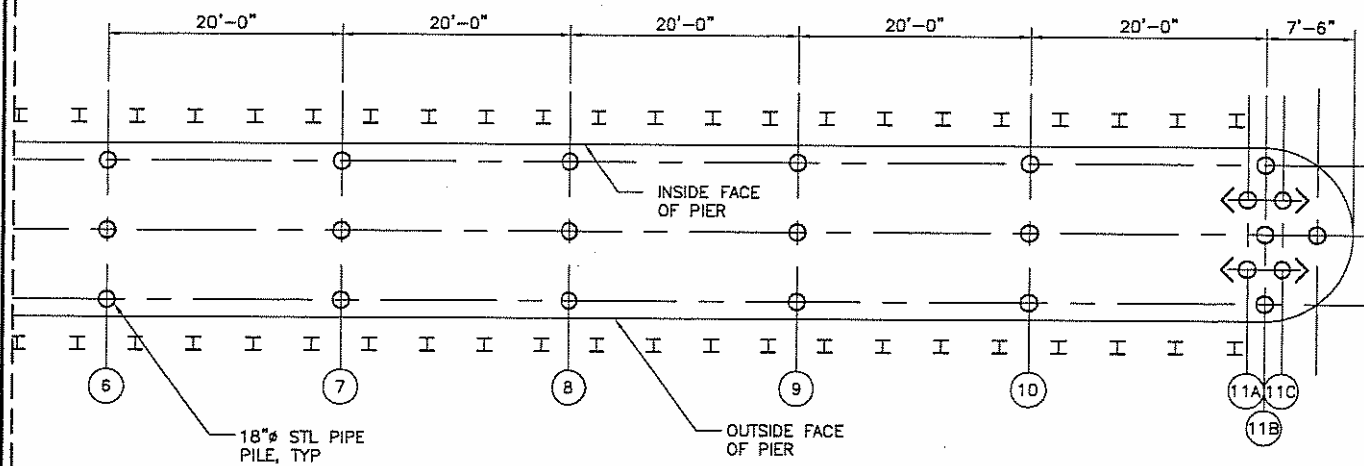 20'-0" 20'-0" 20'-0" 20'-0" 20'-0" 7'-6"
INSIDE FACE
OF PIER
6 7 8 9 10 11A 11C
11B
18"ø STL PIPE
PILE, TYP
OUTSIDE FACE
OF PIER